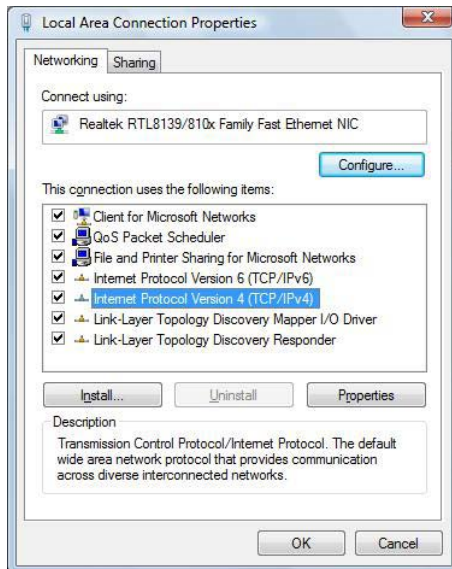 Local Area Connection Properties
Networking
Sharing
Connect using:
Realtek RTL8139/810x Family Fast Ethernet NIC
Configure...
This connection uses the following items:
Client for Microsoft Networks
QoS Packet Scheduler
File and Printer Sharing for Microsoft Networks
Internet Protocol Version 6 (TCP/IPv6)
Internet Protocol Version 4 (TCP/IPv4)
Link-Layer Topology Discovery Mapper I/O Driver
Link-Layer Topology Discovery Responder
Install...
Uninstall
Properties
Description
Transmission Control Protocol/Internet Protocol. The default
wide area network protocol that provides communication
across diverse interconnected networks.
OK
Cancel